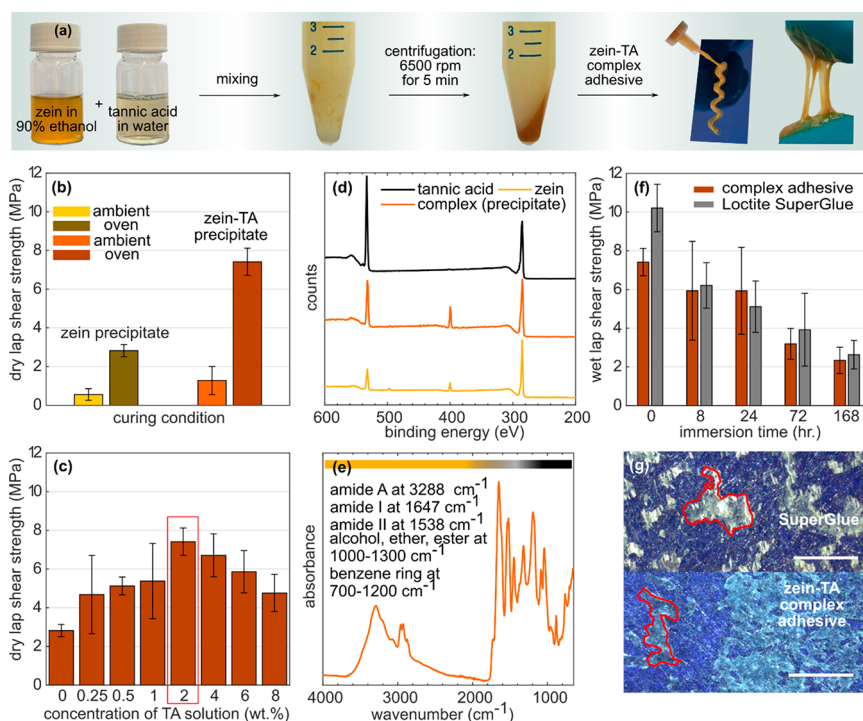 (a)
zein in
90% ethanol
+
tannic acid
in water
mixing
3
2
centrifugation:
6500 rpm
for 5 min
3
2
zein-TA
complex
adhesive
(b)
dry lap shear strength (MPa)
12
10
8
6
4
2
0
ambient
oven
ambient
oven
zein-TA
precipitate
zein precipitate
curing condition
(d)
tannic acid
zein
complex (precipitate)
counts
600
500
400
300
200
binding energy (eV)
(f)
wet lap shear strength (MPa)
12
10
8
6
4
2
0
complex adhesive
Loctite SuperGlue
0
8
24
72
168
immersion time (hr.)
(c)
dry lap shear strength (MPa)
12
10
8
6
4
2
0
0
0.25
0.5
1
2
4
6
8
concentration of TA solution (wt.%)
(e)
absorbance
amide A at 3288 cm-1
amide I at 1647 cm-1
amide II at 1538 cm-1
alcohol, ether, ester at
1000-1300 cm-1
benzene ring at
700-1200 cm-1
4000
3000
2000
1000
wavenumber (cm-1)
(g)
SuperGlue
zein-TA
complex
adhesive